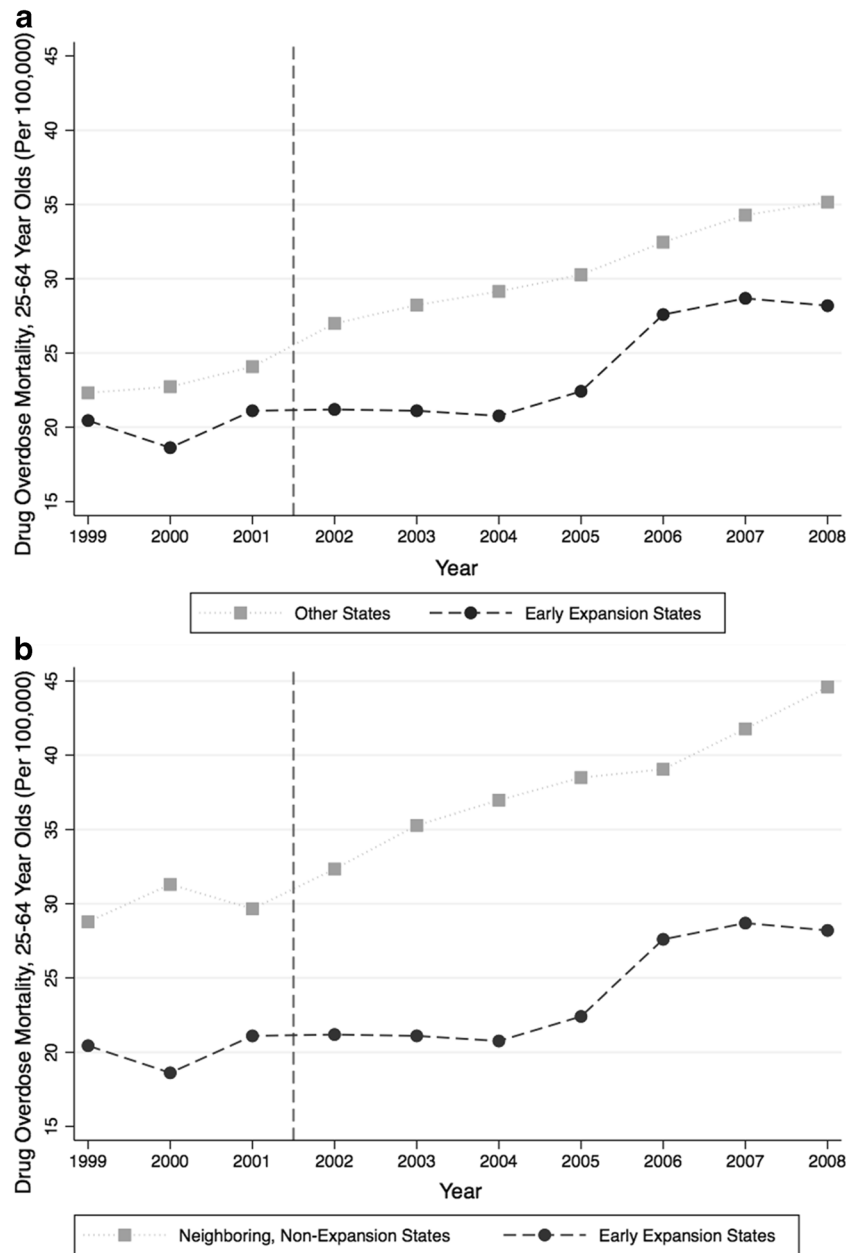 a
Drug Overdose Mortality, 25-64 Year Olds (Per 100,000)
45
40
35
30
25
20
15
1999 2000 2001 2002 2003 2004 2005 2006 2007 2008
Year
Other States Early Expansion States
b
Drug Overdose Mortality, 25-64 Year Olds (Per 100,000)
45
40
35
30
25
20
15
1999 2000 2001 2002 2003 2004 2005 2006 2007 2008
Year
Neighboring, Non-Expansion States Early Expansion States